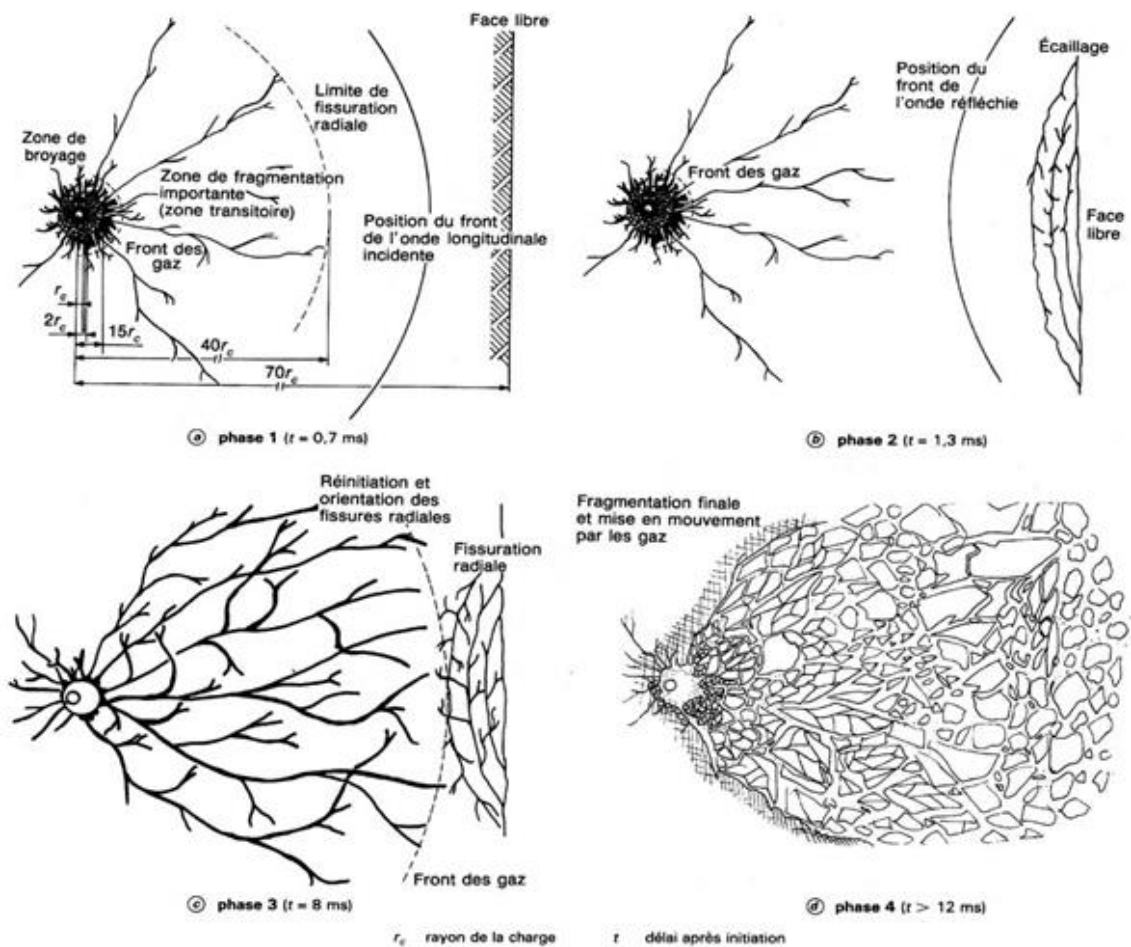 Face libre
Limite de
fissuration
radiale
Zone de
broyage
Zone de fragmentation
importante
(zone transitoire)
Front des
gaz
Position du front
de l'onde longitudinale
incidente
r_c
2r_c
15r_c
40r_c
70r_c
ⓐ phase 1 (t = 0,7 ms)
Écaillage
Position du
front de
l'onde réfléchie
Front des gaz
Face
libre
ⓑ phase 2 (t = 1,3 ms)
Réinitiation et
orientation des
fissures radiales
Fissuration
radiale
Front des gaz
ⓒ phase 3 (t = 8 ms)
Fragmentation finale
et mise en mouvement
par les gaz
ⓓ phase 4 (t > 12 ms)
r_c rayon de la charge t délai après initiation